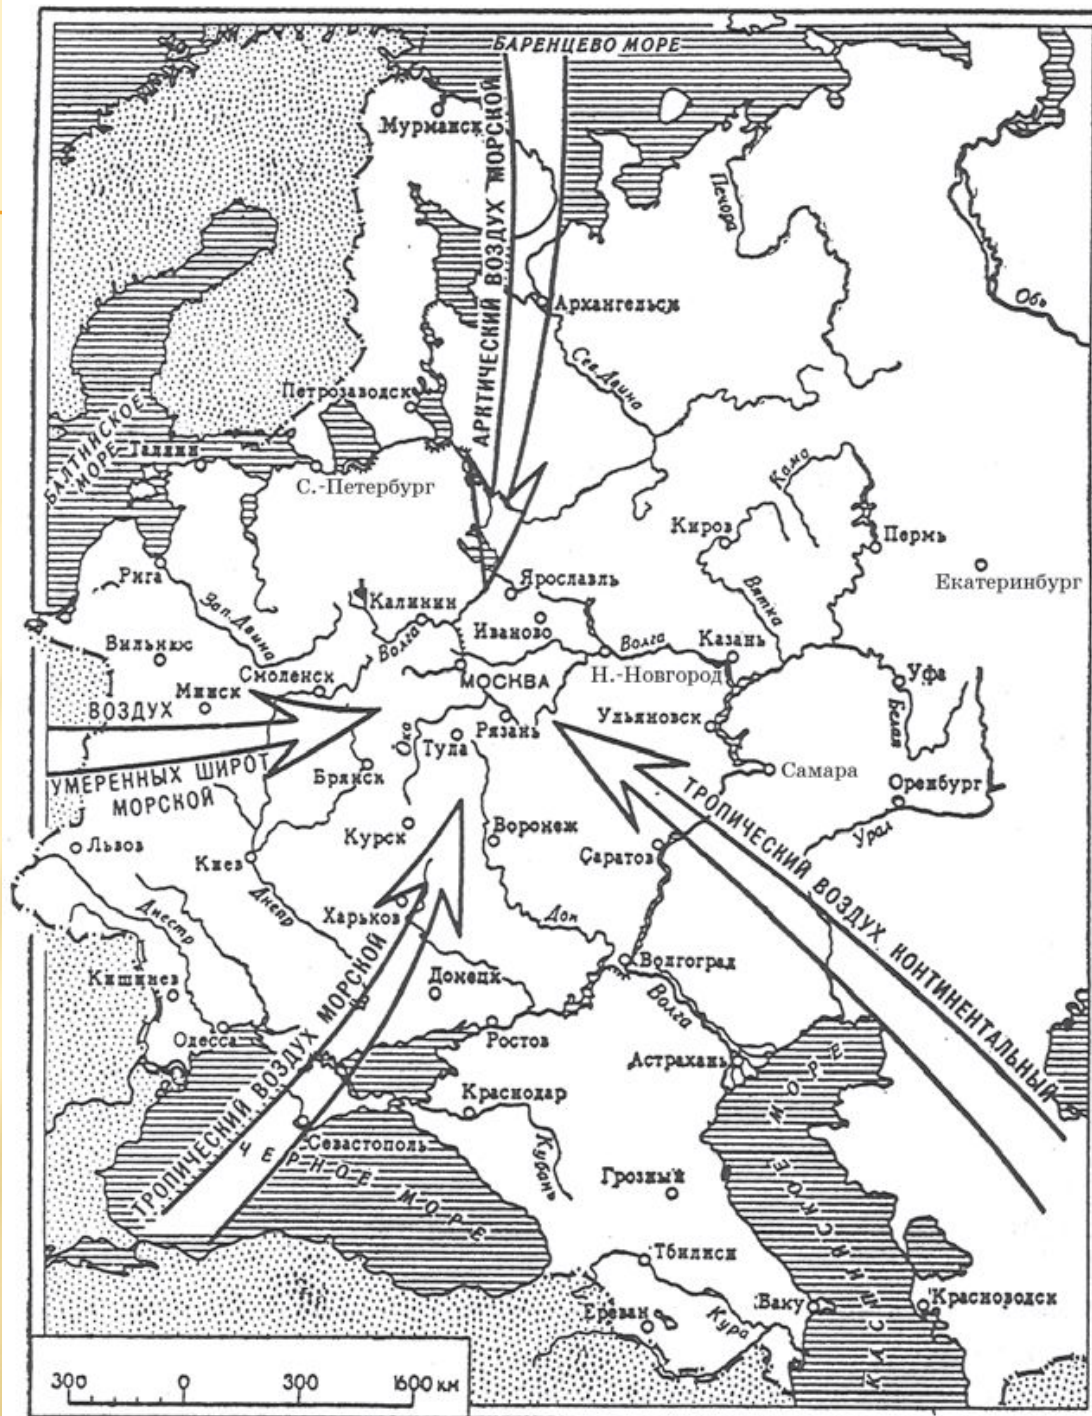 БАРЕНЦЕВО МОРЕ
Мурманск
АРКТИЧЕСКИЙ ВОЗДУХ МОРСКОЙ
Печора
Обь
Архангельск
Сев. Двина
Петрозаводск
БАЛТИЙСКОЕ
МОРЕ
Таллин
С.-Петербург
Кама
Киров
Пермь
Екатеринбург
Рига
Зап. Двина
Калинин
Ярославль
Вятка
Волга
Иваново
Волга
Казань
Вильнюс
Смоленск
МОСКВА
Н.-Новгород
Уфа
Минск
ВОЗДУХ
Ока
Рязань
Ульяновск
Белая
Тула
УМЕРЕННЫХ ШИРОТ
МОРСКОЙ
Брянск
Самара
Оренбург
Львов
Курск
Воронеж
Саратов
Урал
Киев
ТРОПИЧЕСКИЙ ВОЗДУХ КОНТИНЕНТАЛЬНЫЙ
Днестр
Днепр
Харьков
Дон
Кишинев
Донецк
Волгоград
Волга
ТРОПИЧЕСКИЙ ВОЗДУХ МОРСКОЙ
Одесса
Ростов
Астрахань
Краснодар
Севастополь
Кубань
ЧЕРНОЕ МОРЕ
Грозный
КАСПИЙСКОЕ МОРЕ
Тбилиси
Ереван
Кура
Баку
Красноводск
300 0 300 600 км